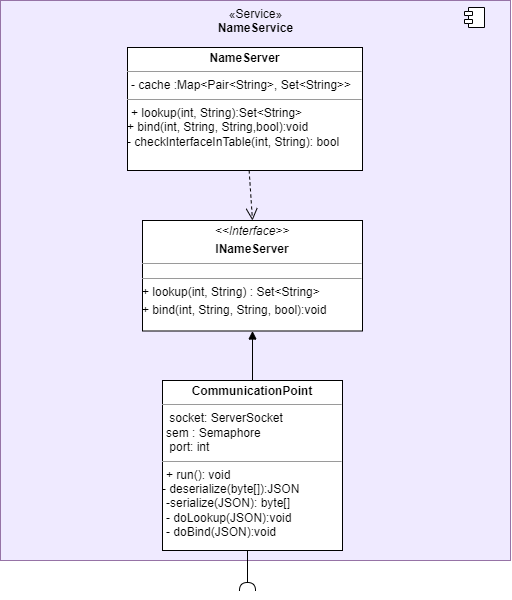 «Service»
NameService
NameServer
- cache :Map<Pair<String>, Set<String>>
+ lookup(int, String):Set<String>
+ bind(int, String, String,bool):void
- checkInterfaceInTable(int, String): bool
<<Interface>>
INameServer
+ lookup(int, String) : Set<String>
+ bind(int, String, String, bool):void
CommunicationPoint
socket: ServerSocket
sem : Semaphore
port: int
+ run(): void
- deserialize(byte[]):JSON
-serialize(JSON): byte[]
- doLookup(JSON):void
- doBind(JSON):void